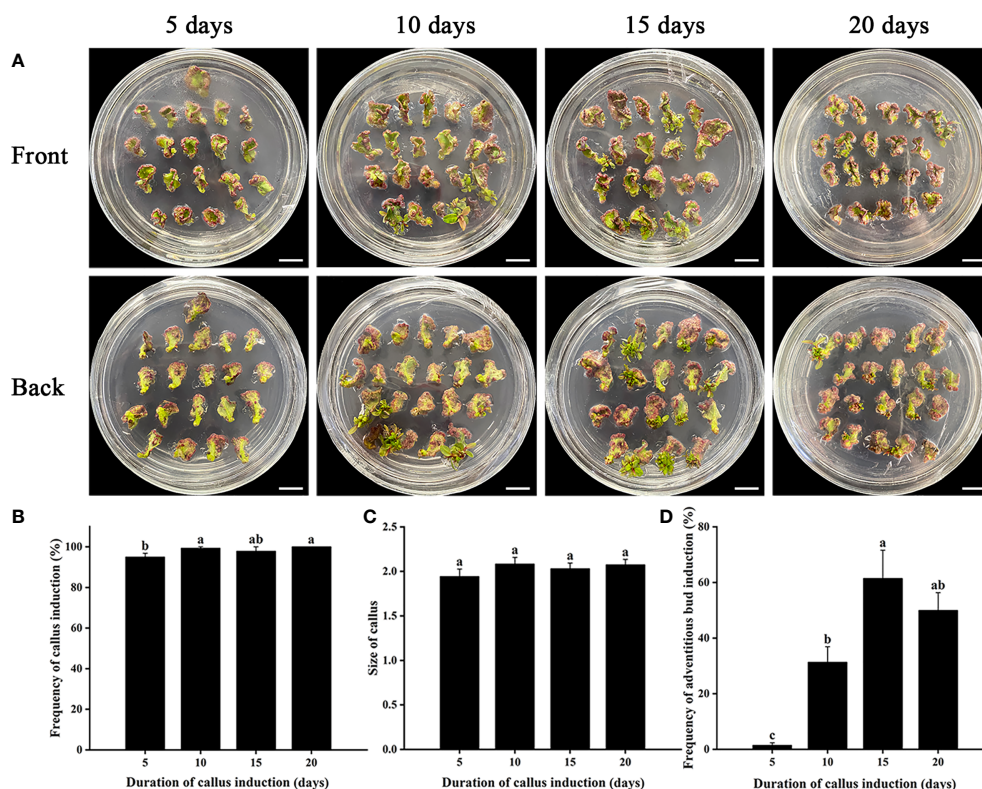 5 days 10 days 15 days 20 days
A
Front
Back
B
Frequency of callus induction (%)
100
80
60
40
20
0
b a ab a
5 10 15 20
Duration of callus induction (days)
C
Size of callus
2.5
2.0
1.5
1.0
0.5
0.0
a a a a
5 10 15 20
Duration of callus induction (days)
D
Frequency of adventitious bud induction (%)
80
60
40
20
0
c b a ab
5 10 15 20
Duration of callus induction (days)